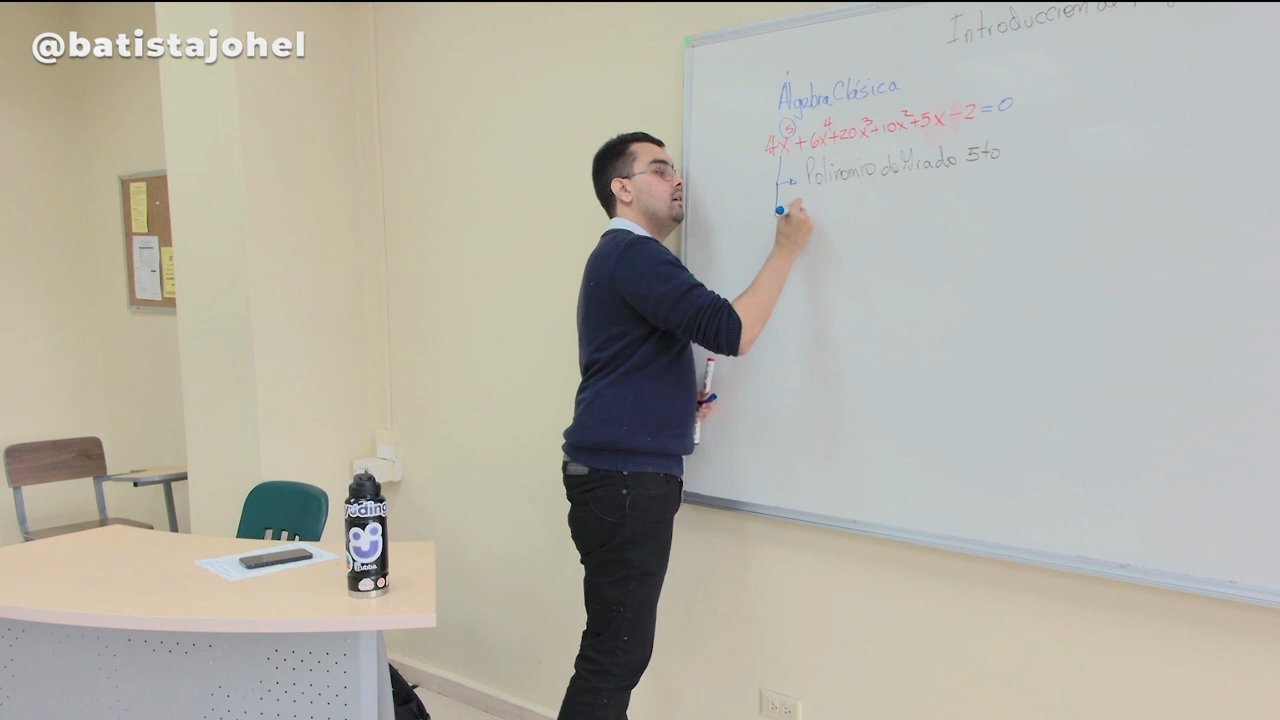 @batistajohel
Introducción
Álgebra Clásica
4x⁵+6x⁴+20x³+10x²+5x-2=0
Polinomio de Grado 5to